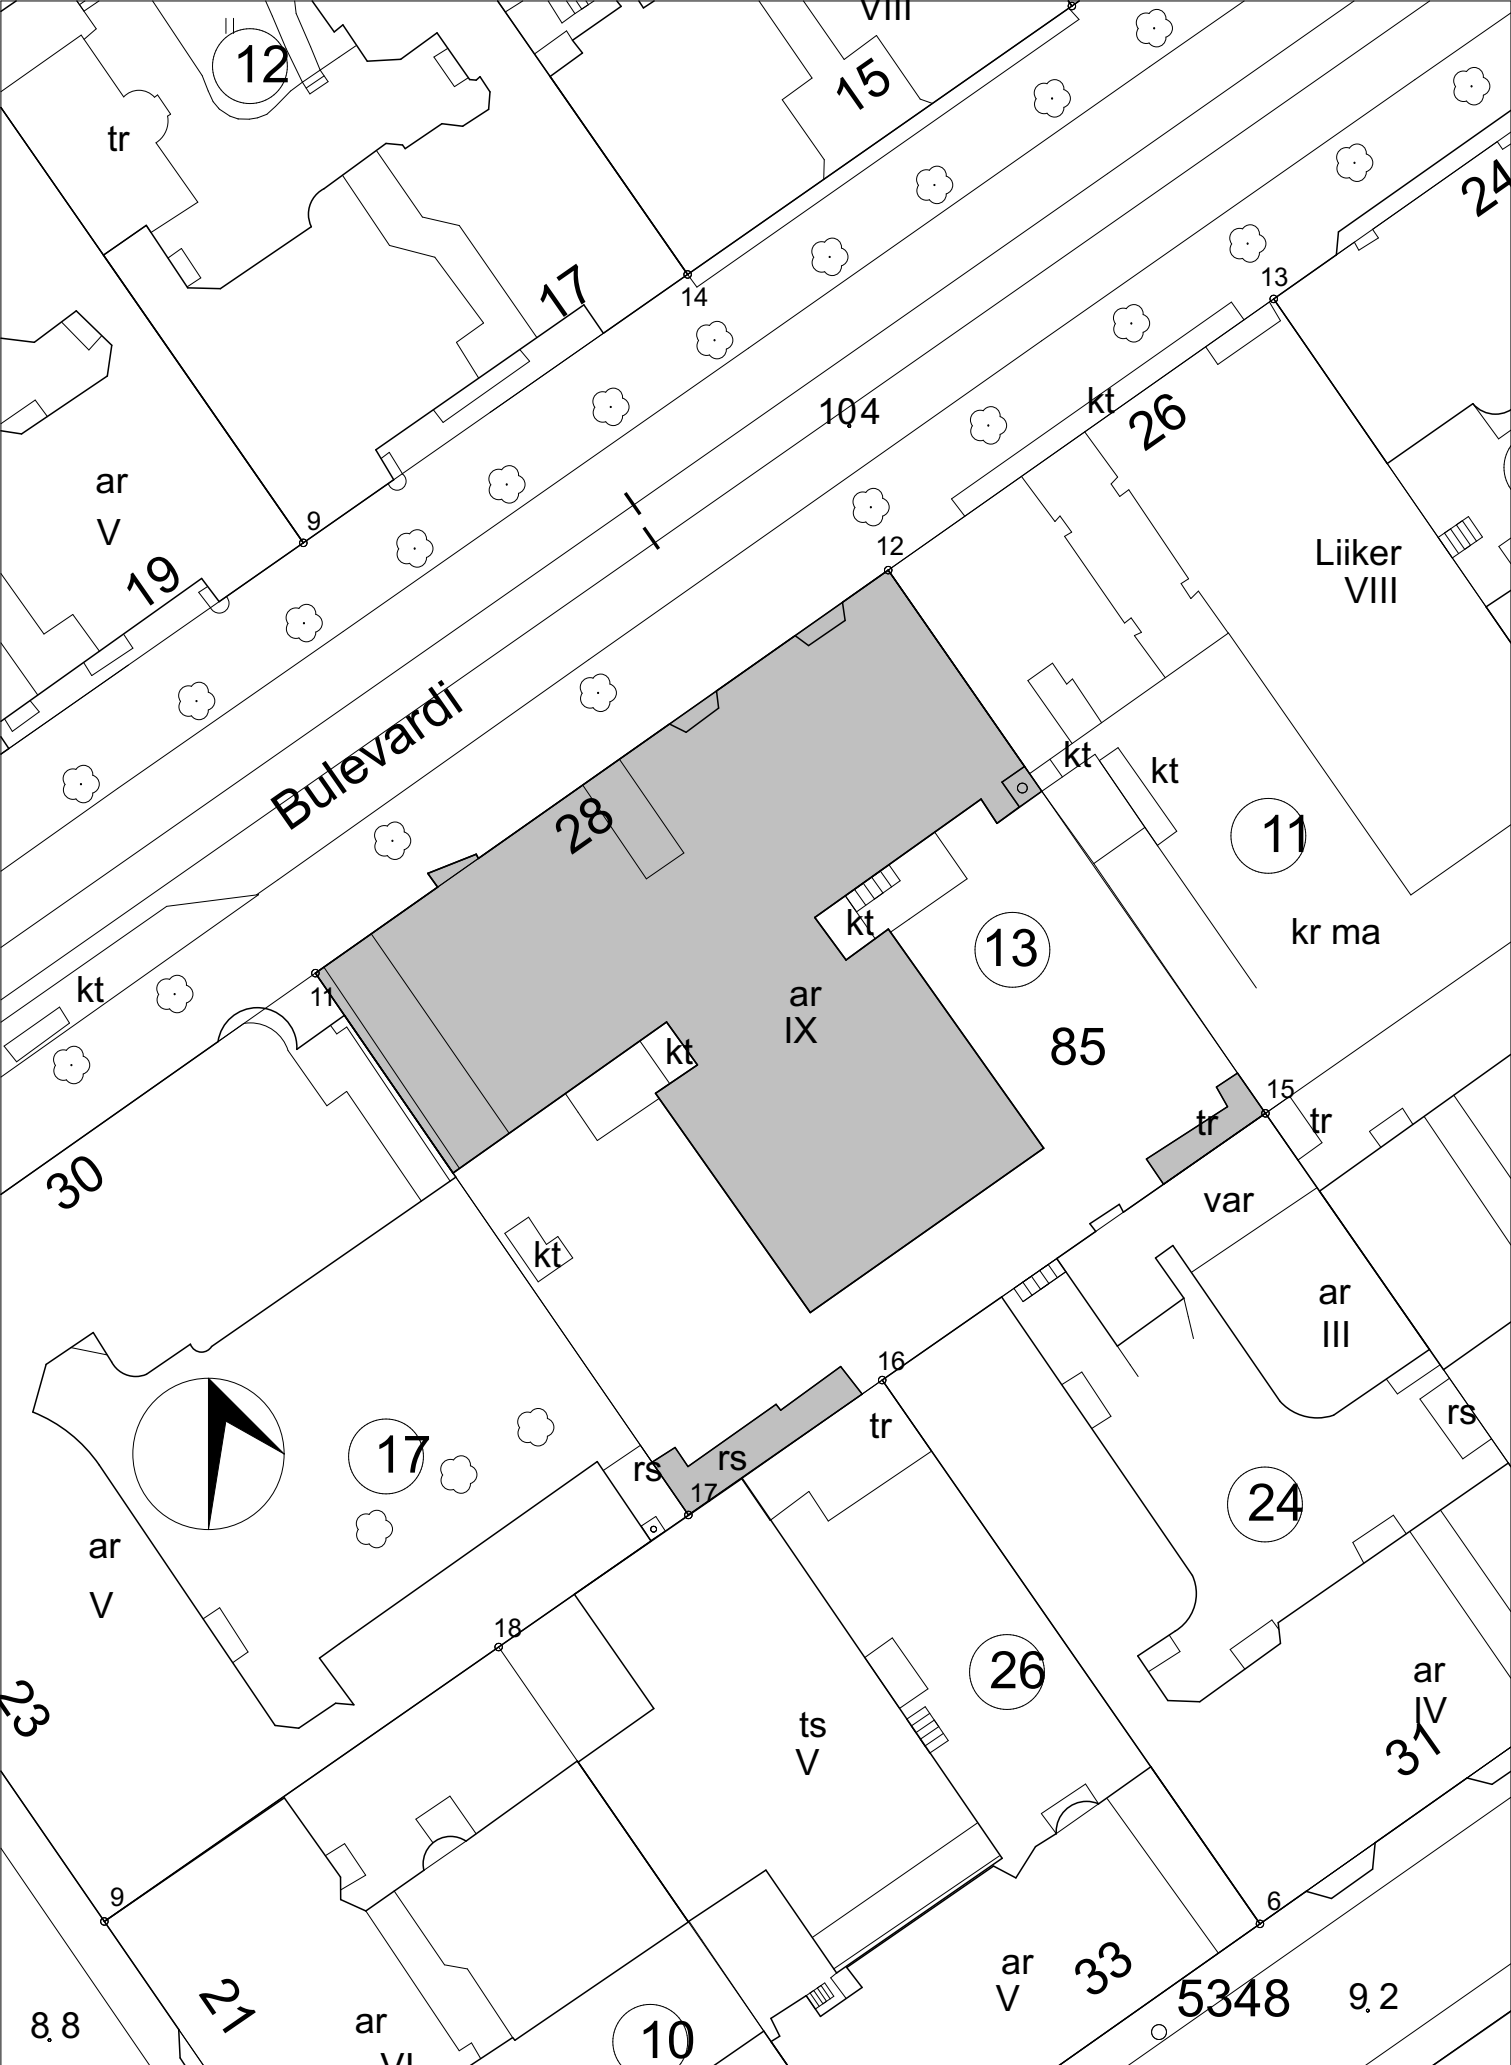 VIII
12
15
tr
24
17
14
13
104
kt
26
ar
V
9
19
12
Liiker
VIII
Bulevardi
28
kt
kt
11
kt
13
kr ma
kt
11
ar
IX
85
kt
15
tr
tr
30
var
kt
ar
III
16
tr
rs
17
rs
rs
17
24
ar
V
18
26
ar
IV
23
ts
V
31
9
6
21
ar
V
33
5348
9.2
8.8
ar
VI
10